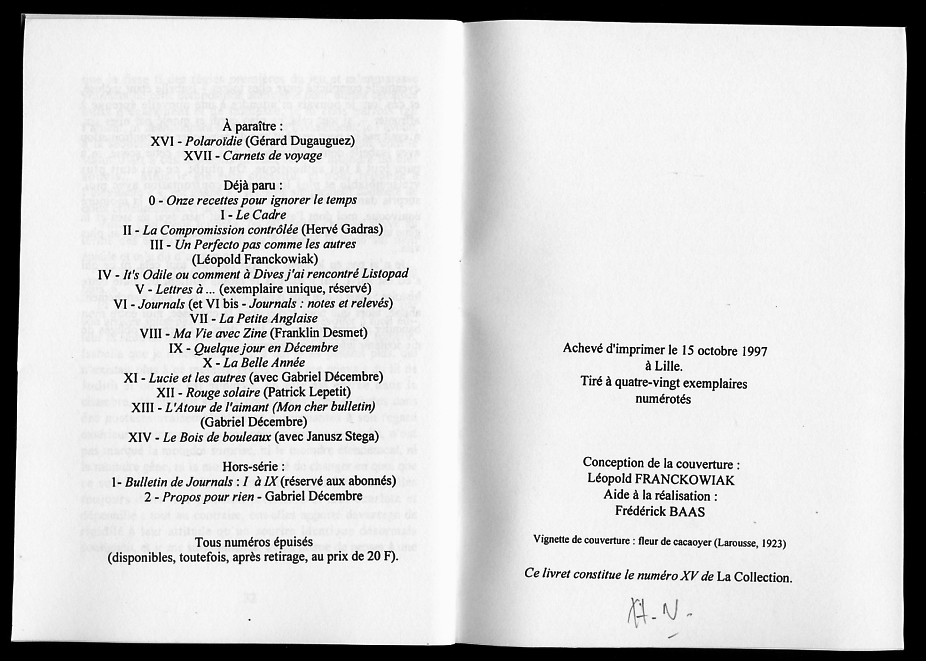 À paraître :
XVI - Polaroïdie (Gérard Dugauguez)
XVII - Carnets de voyage
Déjà paru :
0 - Onze recettes pour ignorer le temps
I - Le Cadre
II - La Compromission contrôlée (Hervé Gadras)
III - Un Perfecto pas comme les autres
(Léopold Franckowiak)
IV - It's Odile ou comment à Dives j'ai rencontré Listopad
V - Lettres à ... (exemplaire unique, réservé)
VI - Journals (et VI bis - Journals : notes et relevés)
VII - La Petite Anglaise
VIII - Ma Vie avec Zine (Franklin Desmet)
IX - Quelque jour en Décembre
X - La Belle Année
XI - Lucie et les autres (avec Gabriel Décembre)
XII - Rouge solaire (Patrick Lepetit)
XIII - L'Atour de l'aimant (Mon cher bulletin)
(Gabriel Décembre)
XIV - Le Bois de bouleaux (avec Janusz Stega)
Hors-série :
1- Bulletin de Journals : I à IX (réservé aux abonnés)
2 - Propos pour rien - Gabriel Décembre
Tous numéros épuisés
(disponibles, toutefois, après retirage, au prix de 20 F).
Achevé d'imprimer le 15 octobre 1997
à Lille.
Tiré à quatre-vingt exemplaires
numérotés
Conception de la couverture :
Léopold FRANCKOWIAK
Aide à la réalisation :
Frédérick BAAS
Vignette de couverture : fleur de cacaoyer (Larousse, 1923)
Ce livret constitue le numéro XV de La Collection.